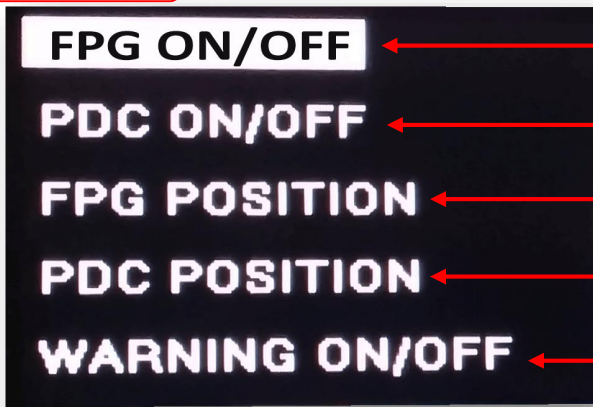 FPG ON/OFF
PDC ON/OFF
FPG POSITION
PDC POSITION
WARNING ON/OFF